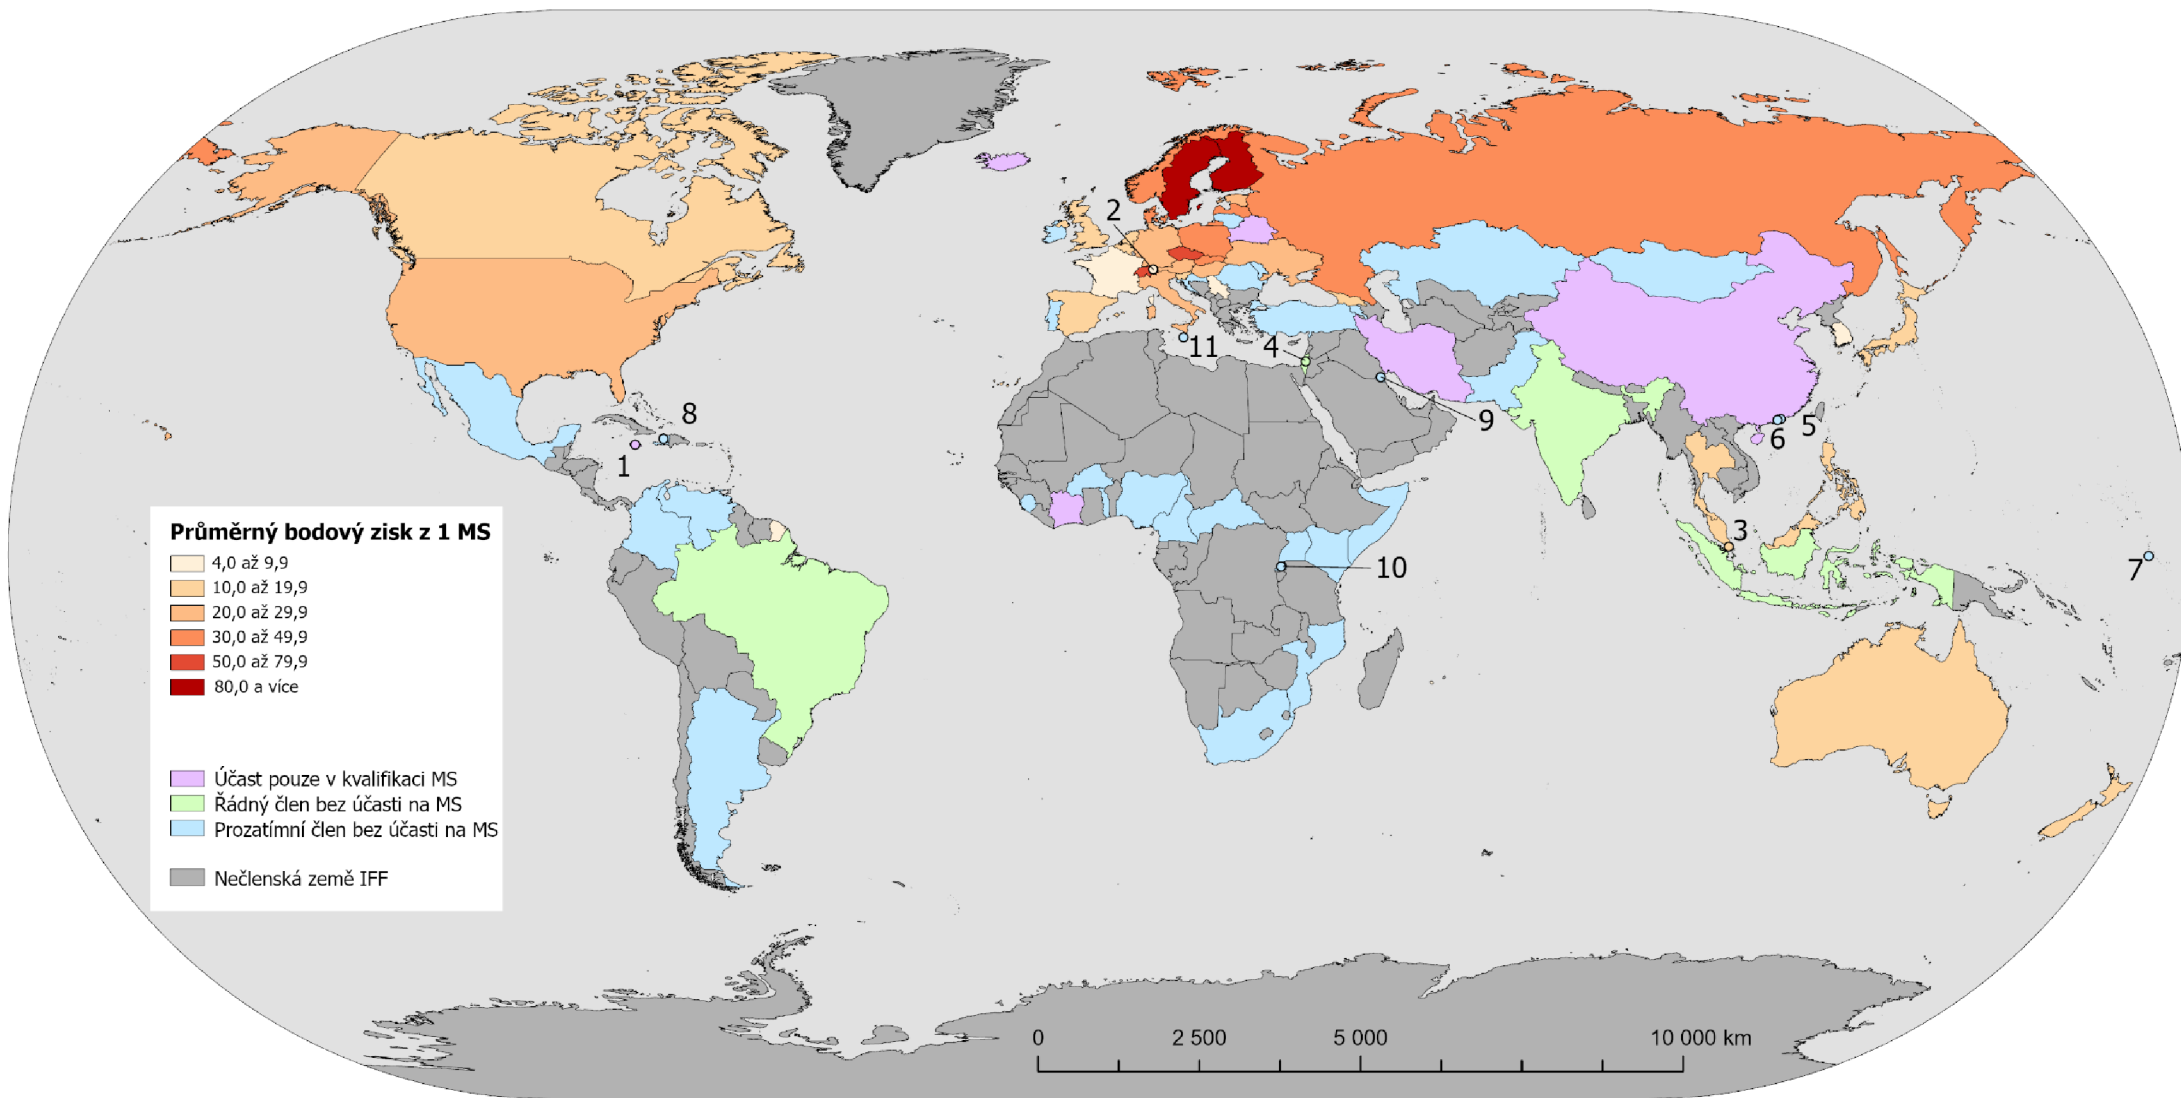 2
11
4
9
8
1
5
6
3
7
10
Průměrný bodový zisk z 1 MS
4,0 až 9,9
10,0 až 19,9
20,0 až 29,9
30,0 až 49,9
50,0 až 79,9
80,0 a více
Účast pouze v kvalifikaci MS
Řádný člen bez účasti na MS
Prozatímní člen bez účasti na MS
Nečlenská země IFF
0 2 500 5 000 10 000 km